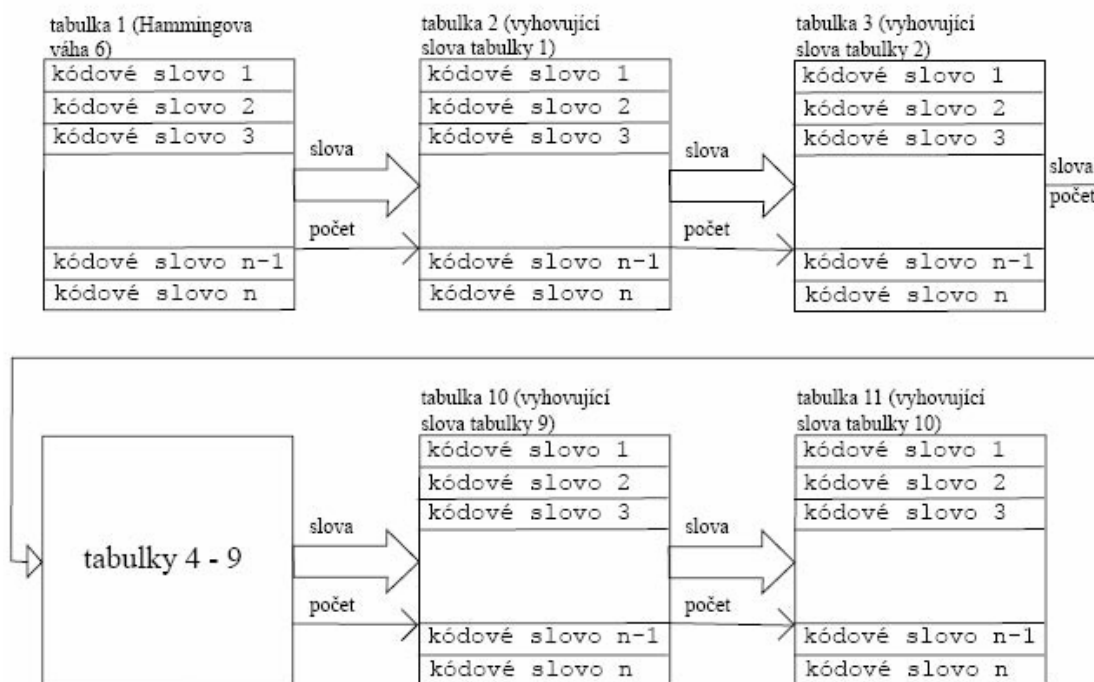 tabulka 1 (Hammingova
váha 6)
kódové slovo 1
kódové slovo 2
kódové slovo 3
kódové slovo n-1
kódové slovo n
slova
počet
tabulka 2 (vyhovující
slova tabulky 1)
kódové slovo 1
kódové slovo 2
kódové slovo 3
kódové slovo n-1
kódové slovo n
slova
počet
tabulka 3 (vyhovující
slova tabulky 2)
kódové slovo 1
kódové slovo 2
kódové slovo 3
kódové slovo n-1
kódové slovo n
slova
počet
tabulky 4 - 9
slova
počet
tabulka 10 (vyhovující
slova tabulky 9)
kódové slovo 1
kódové slovo 2
kódové slovo 3
kódové slovo n-1
kódové slovo n
slova
počet
tabulka 11 (vyhovující
slova tabulky 10)
kódové slovo 1
kódové slovo 2
kódové slovo 3
kódové slovo n-1
kódové slovo n